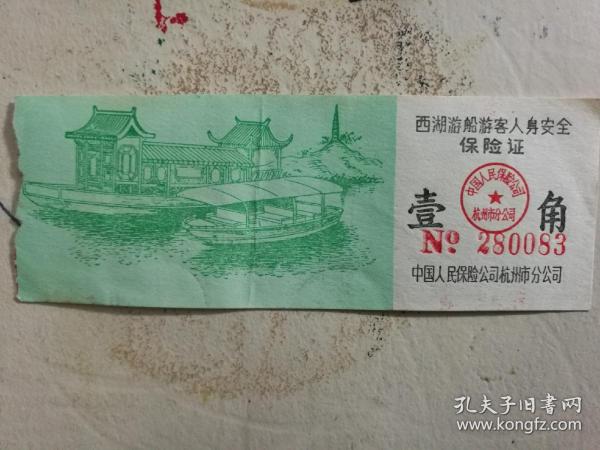 西湖游船游客人身安全
保险证
中国人民保险公司
杭州市分公司
壹 角
№ 280083
中国人民保险公司杭州市分公司
孔夫子旧书网
www.kongfz.com